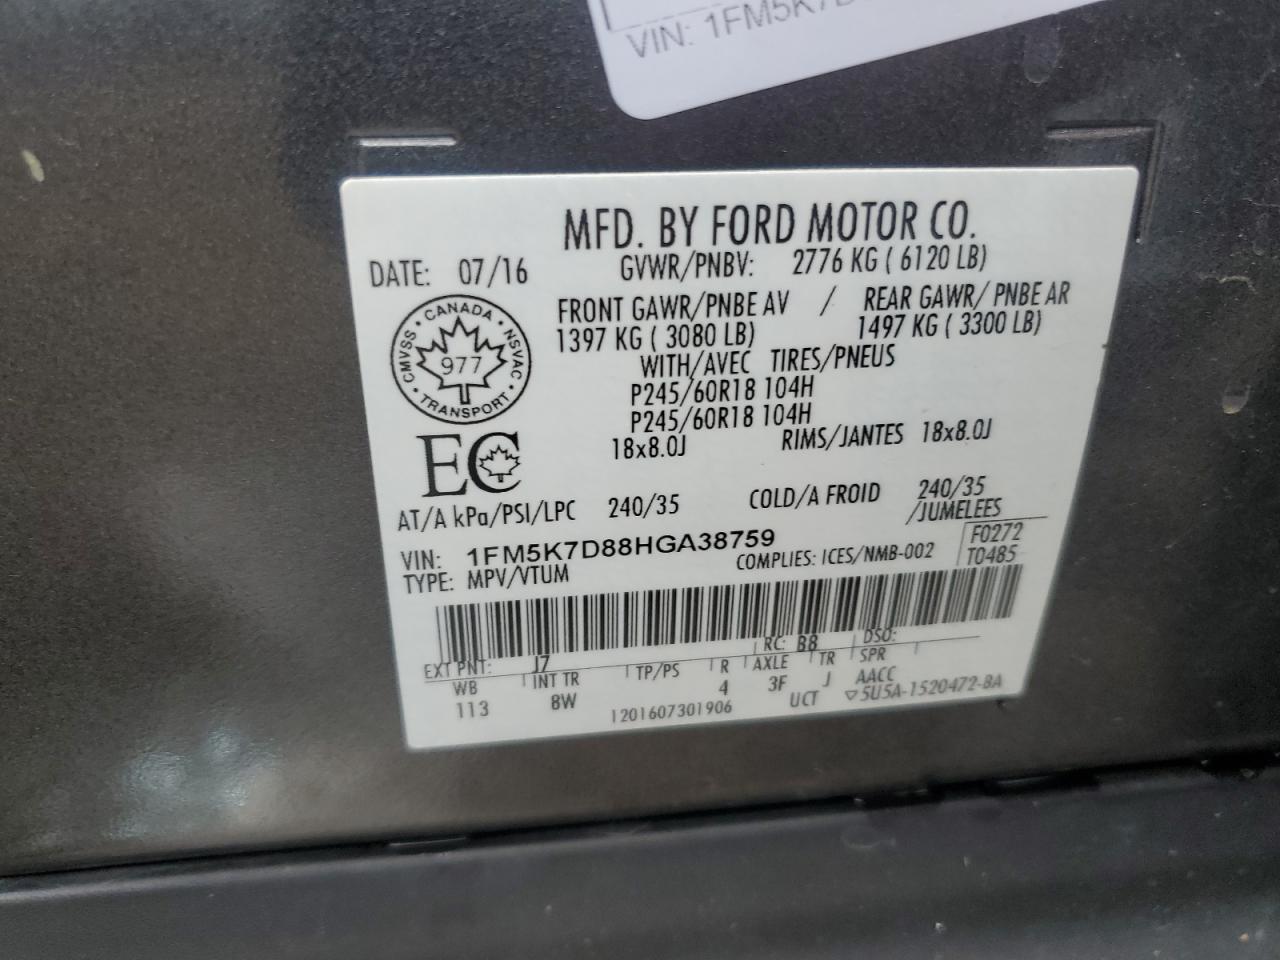 VIN: 1FM5K7D
MFD. BY FORD MOTOR CO.
DATE: 07/16 GVWR/PNBV: 2776 KG ( 6120 LB)
FRONT GAWR/PNBE AV / REAR GAWR/ PNBE AR
1397 KG ( 3080 LB) 1497 KG ( 3300 LB)
WITH/AVEC TIRES/PNEUS
P245/60R18 104H
P245/60R18 104H
18x8.0J RIMS/JANTES 18x8.0J
CANADA
CMVSS 977 NSVAC
TRANSPORT
EC
AT/A kPa/PSI/LPC 240/35 COLD/A FROID 240/35
/JUMELEES
VIN: 1FM5K7D88HGA38759 F0272
TYPE: MPV/VTUM COMPLIES: ICES/NMB-002 T0485
EXT PNT: J7 RC: B8 DSO:
WB INT TR TP/PS R AXLE TR SPR
113 8W 4 3F J AACC
1201607301906 UCT ▽5U5A-1520472-BA